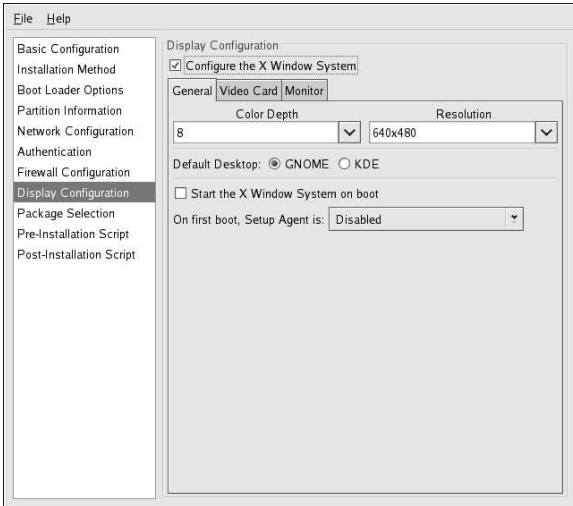 File Help
Basic Configuration
Installation Method
Boot Loader Options
Partition Information
Network Configuration
Authentication
Firewall Configuration
Display Configuration
Package Selection
Pre-Installation Script
Post-Installation Script
Display Configuration
Configure the X Window System
General Video Card Monitor
Color Depth Resolution
8 640x480
Default Desktop: GNOME KDE
Start the X Window System on boot
On first boot, Setup Agent is: Disabled